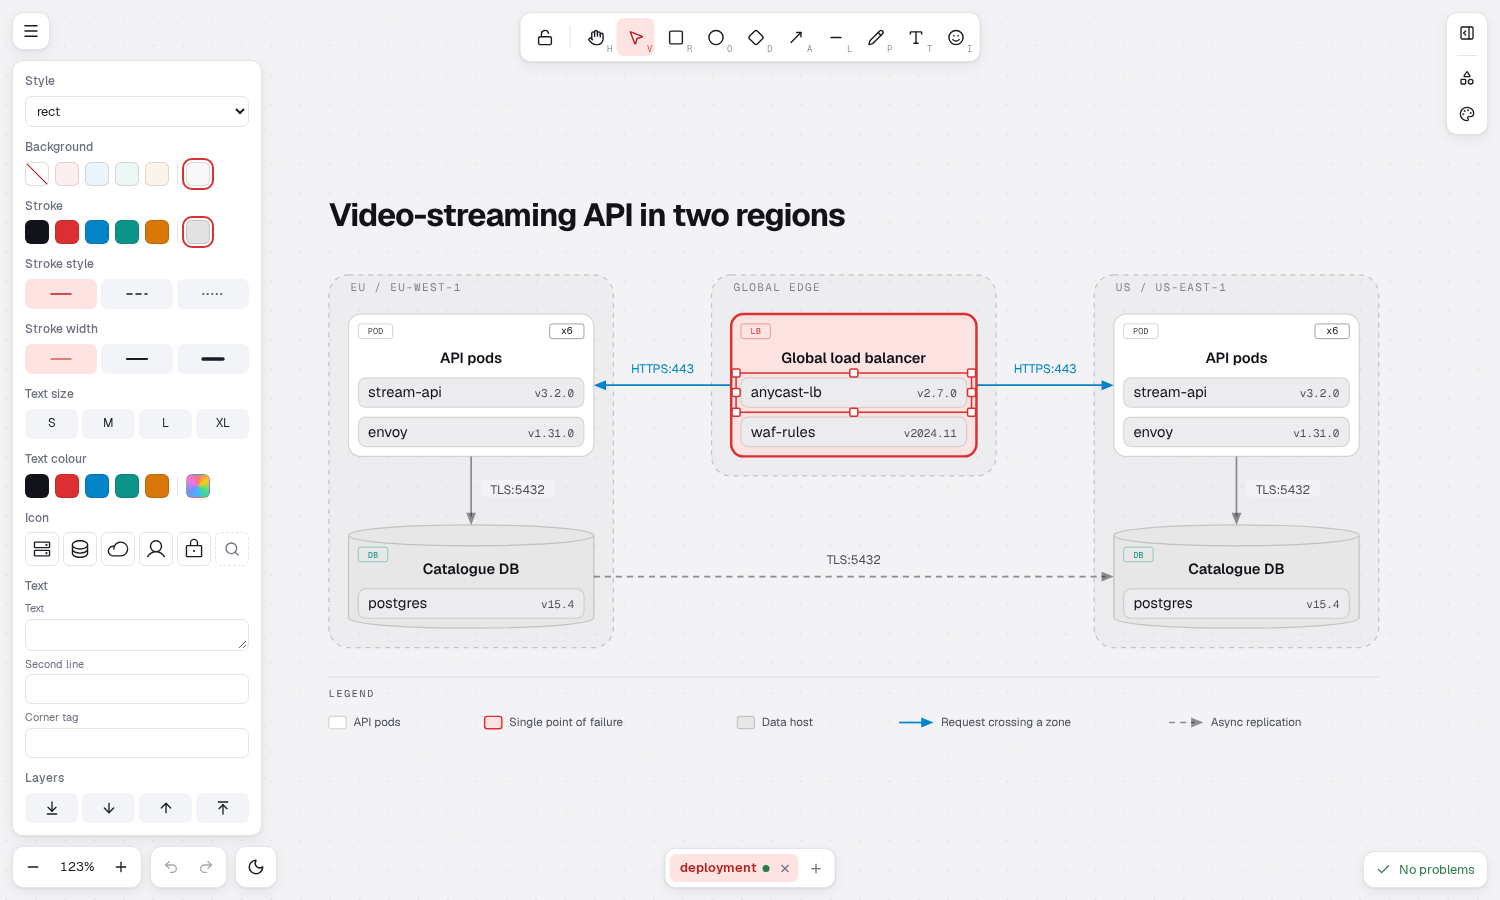 H
V
R
O
D
A
L
P
T
I
Style
rect
Background
Stroke
Stroke style
Stroke width
Text size
S M L XL
Text colour
Icon
Text
Text
Second line
Corner tag
Layers
123%
Video-streaming API in two regions
EU / EU-WEST-1
POD x6
API pods
stream-api v3.2.0
envoy v1.31.0
TLS:5432
DB
Catalogue DB
postgres v15.4
HTTPS:443
GLOBAL EDGE
LB
Global load balancer
anycast-lb v2.7.0
waf-rules v2024.11
HTTPS:443
TLS:5432
US / US-EAST-1
POD x6
API pods
stream-api v3.2.0
envoy v1.31.0
TLS:5432
DB
Catalogue DB
postgres v15.4
LEGEND
API pods
Single point of failure
Data host
Request crossing a zone
Async replication
deployment
No problems